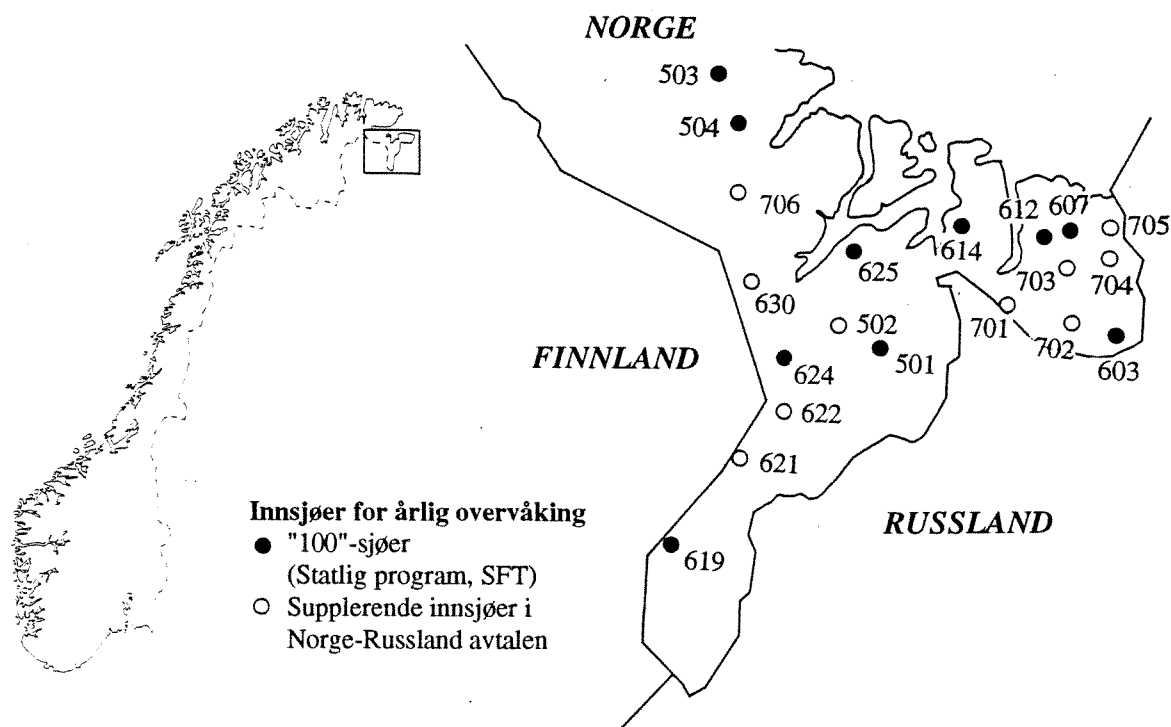 NORGE
503
504
706
612 607
705
614
625
703
704
630
502
701
702
FINNLAND
624
501
603
622
621
RUSSLAND
619
Innsjøer for årlig overvåking
"100"-sjøer
(Statlig program, SFT)
Supplerende innsjøer i
Norge-Russland avtalen